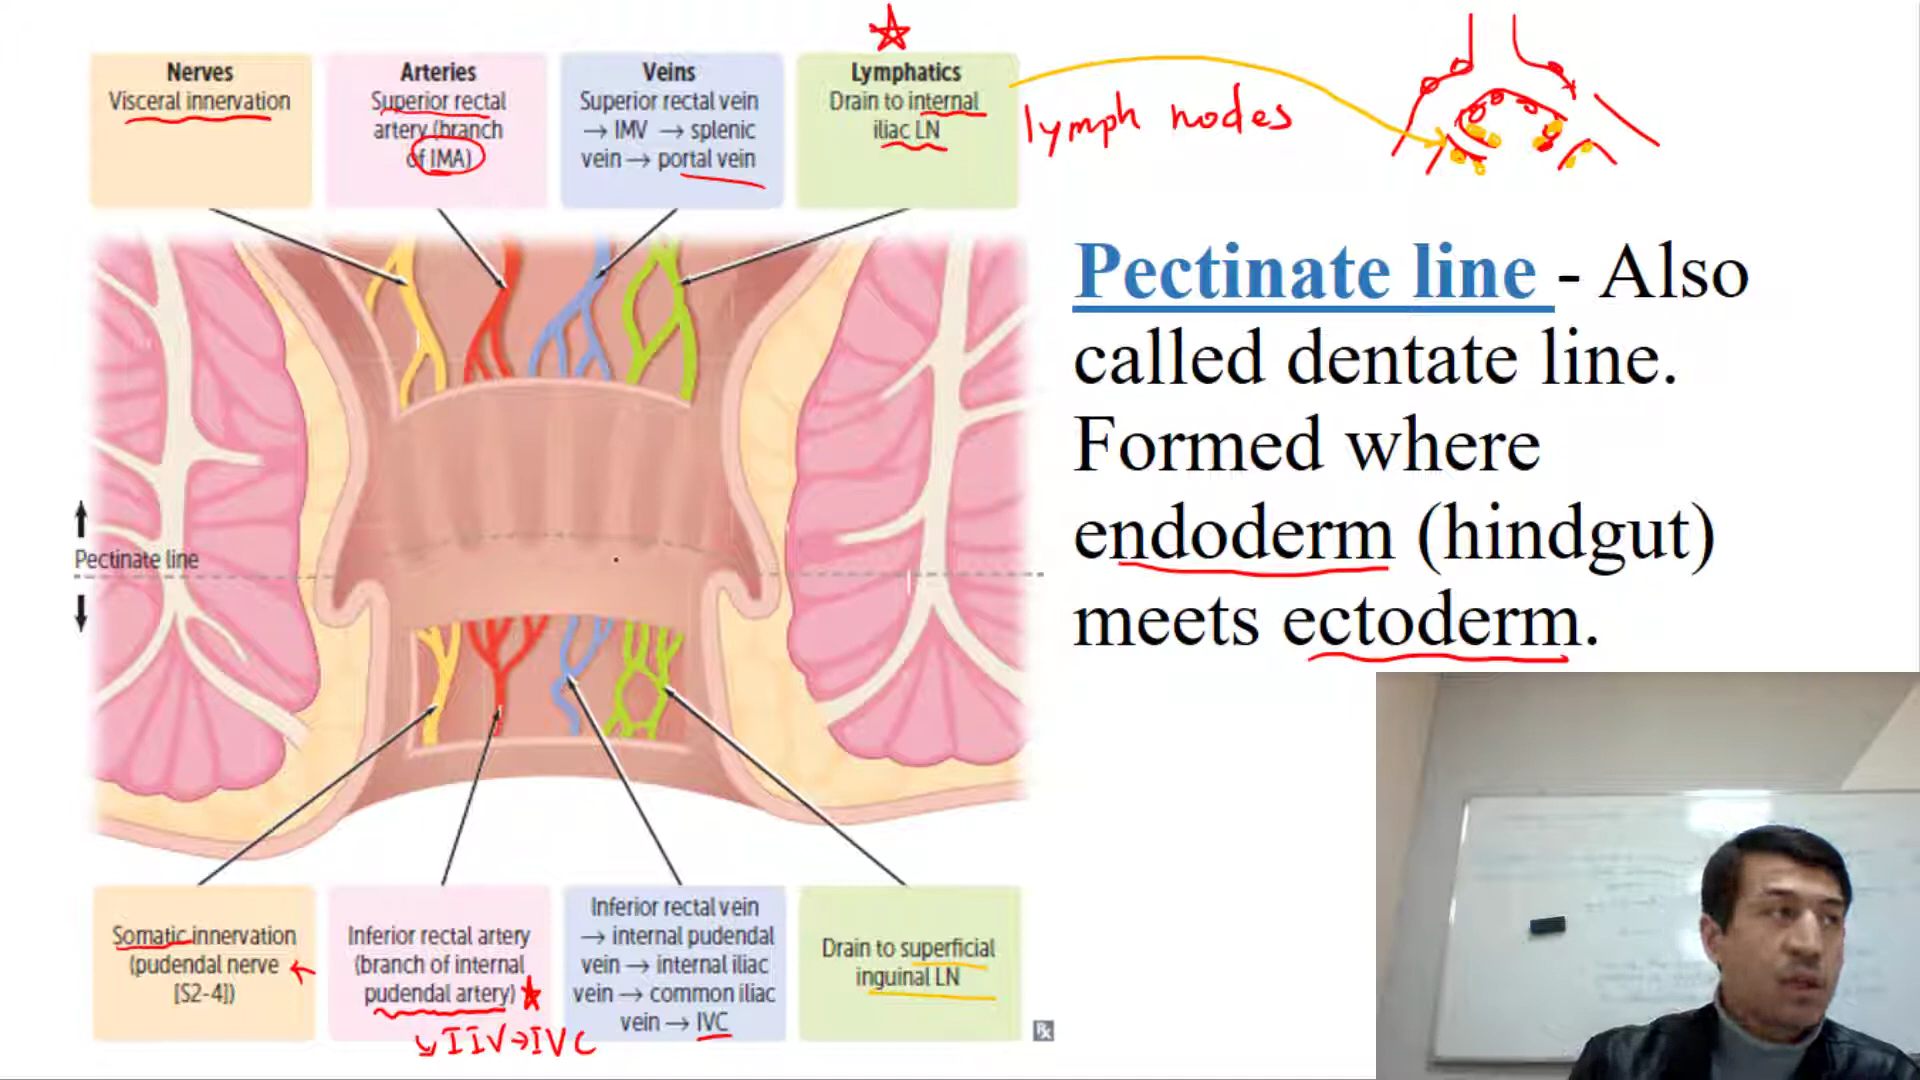 Nerves
Visceral innervation
Arteries
Superior rectal
artery (branch
of IMA)
Veins
Superior rectal vein
→ IMV → splenic
vein → portal vein
Lymphatics
Drain to internal
iliac LN
lymph nodes
Pectinate line - Also
called dentate line.
Formed where
endoderm (hindgut)
meets ectoderm.
Pectinate line
Somatic innervation
(pudendal nerve
[S2-4])
Inferior rectal artery
(branch of internal
pudendal artery)
IIV→IVC
Inferior rectal vein
→ internal pudendal
vein → internal iliac
vein → common iliac
vein → IVC
Drain to superficial
inguinal LN
Rx